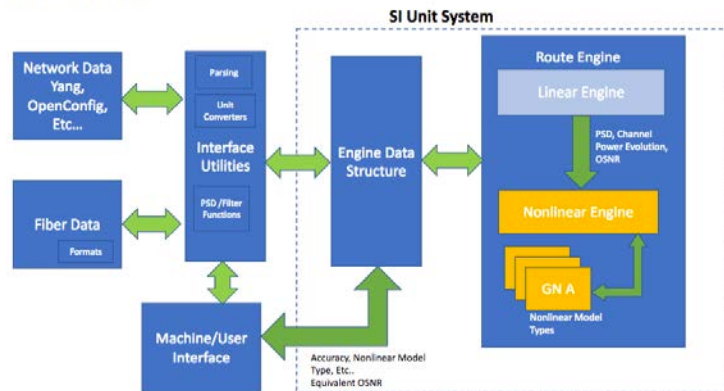 SI Unit System
Network Data
Yang,
OpenConfig,
Etc...
Fiber Data
Formats
Parsing
Unit
Converters
Interface
Utilities
PSD /Filter
Functions
Machine/User
Interface
Engine Data
Structure
Accuracy, Nonlinear Model
Type, Etc..
Equivalent OSNR
Route Engine
Linear Engine
PSD, Channel
Power Evolution,
OSNR
Nonlinear Engine
GN A
Nonlinear Model
Types